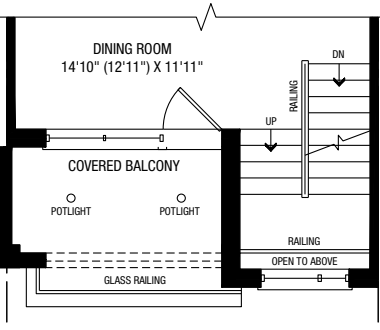 DINING ROOM
14'10" (12'11") X 11'11"
DN
RAILING
UP
COVERED BALCONY
POTLIGHT
POTLIGHT
RAILING
OPEN TO ABOVE
GLASS RAILING